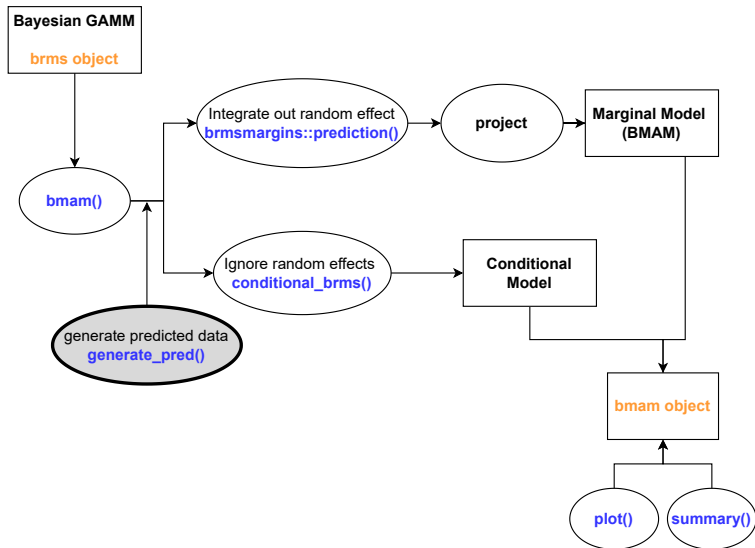 Bayesian GAMM
brms object
Integrate out random effect
brmsmargins::prediction()
project
Marginal Model
(BMAM)
bmam()
Ignore random effects
conditional_brms()
Conditional
Model
generate predicted data
generate_pred()
bmam object
plot()
summary()